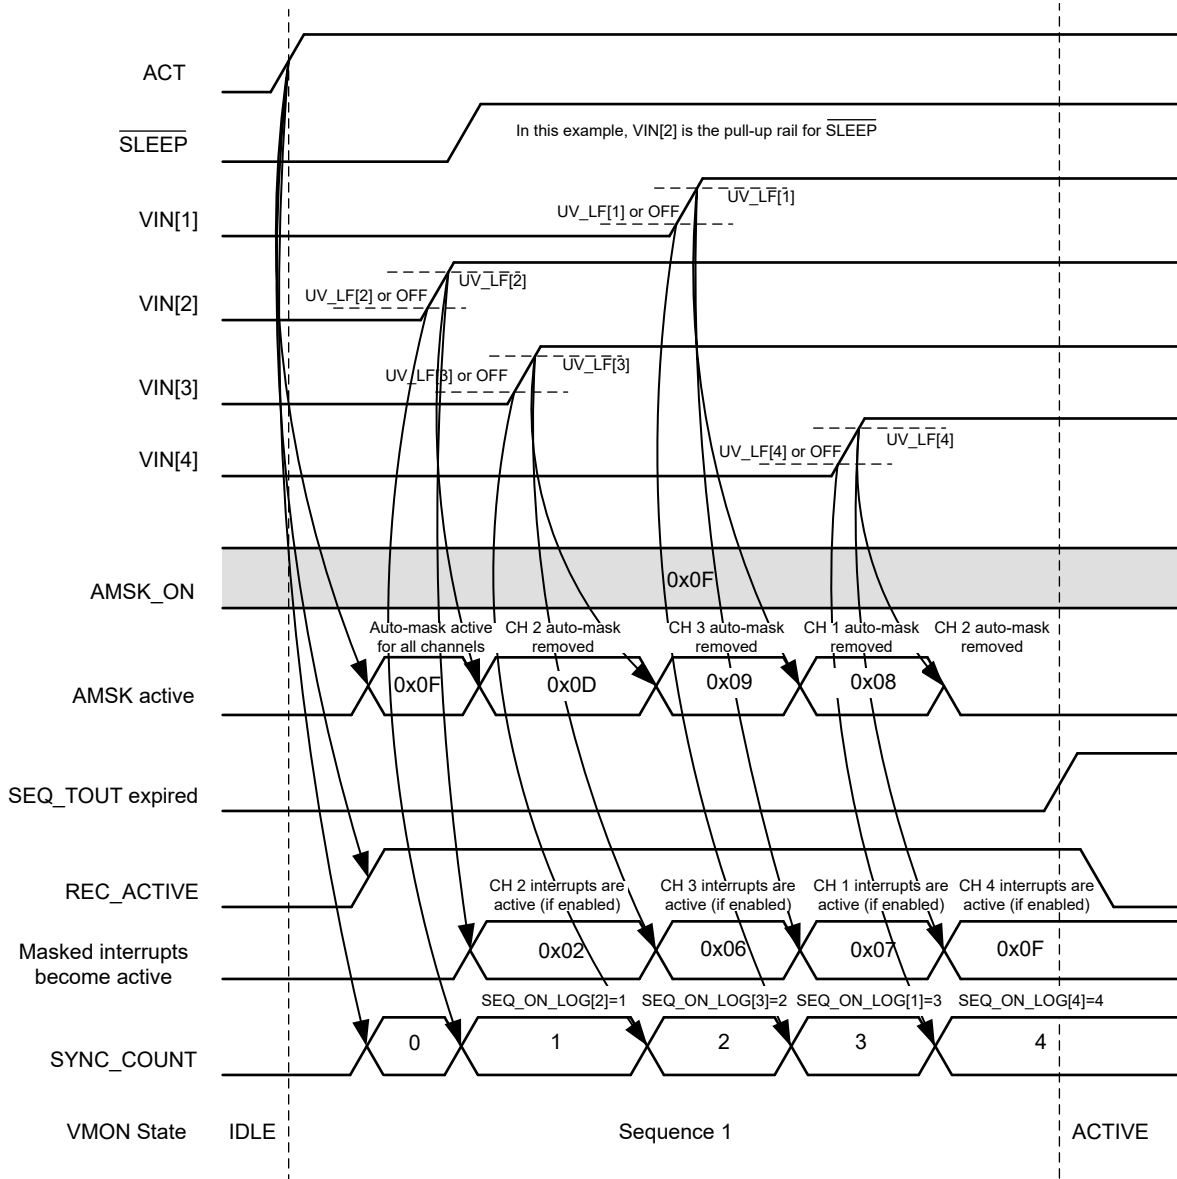 ACT
SLEEP
In this example, VIN[2] is the pull-up rail for SLEEP
VIN[1]
UV_LF[1] or OFF
UV_LF[1]
VIN[2]
UV_LF[2] or OFF
UV_LF[2]
VIN[3]
UV_LF[3] or OFF
UV_LF[3]
VIN[4]
UV_LF[4] or OFF
UV_LF[4]
AMSK_ON
0x0F
Auto-mask active
for all channels
CH 2 auto-mask
removed
CH 3 auto-mask
removed
CH 1 auto-mask
removed
CH 2 auto-mask
removed
AMSK active
0x0F
0x0D
0x09
0x08
SEQ_TOUT expired
REC_ACTIVE
CH 2 interrupts are
active (if enabled)
CH 3 interrupts are
active (if enabled)
CH 1 interrupts are
active (if enabled)
CH 4 interrupts are
active (if enabled)
Masked interrupts
become active
0x02
0x06
0x07
0x0F
SEQ_ON_LOG[2]=1
SEQ_ON_LOG[3]=2
SEQ_ON_LOG[1]=3
SEQ_ON_LOG[4]=4
SYNC_COUNT
0
1
2
3
4
VMON State
IDLE
Sequence 1
ACTIVE